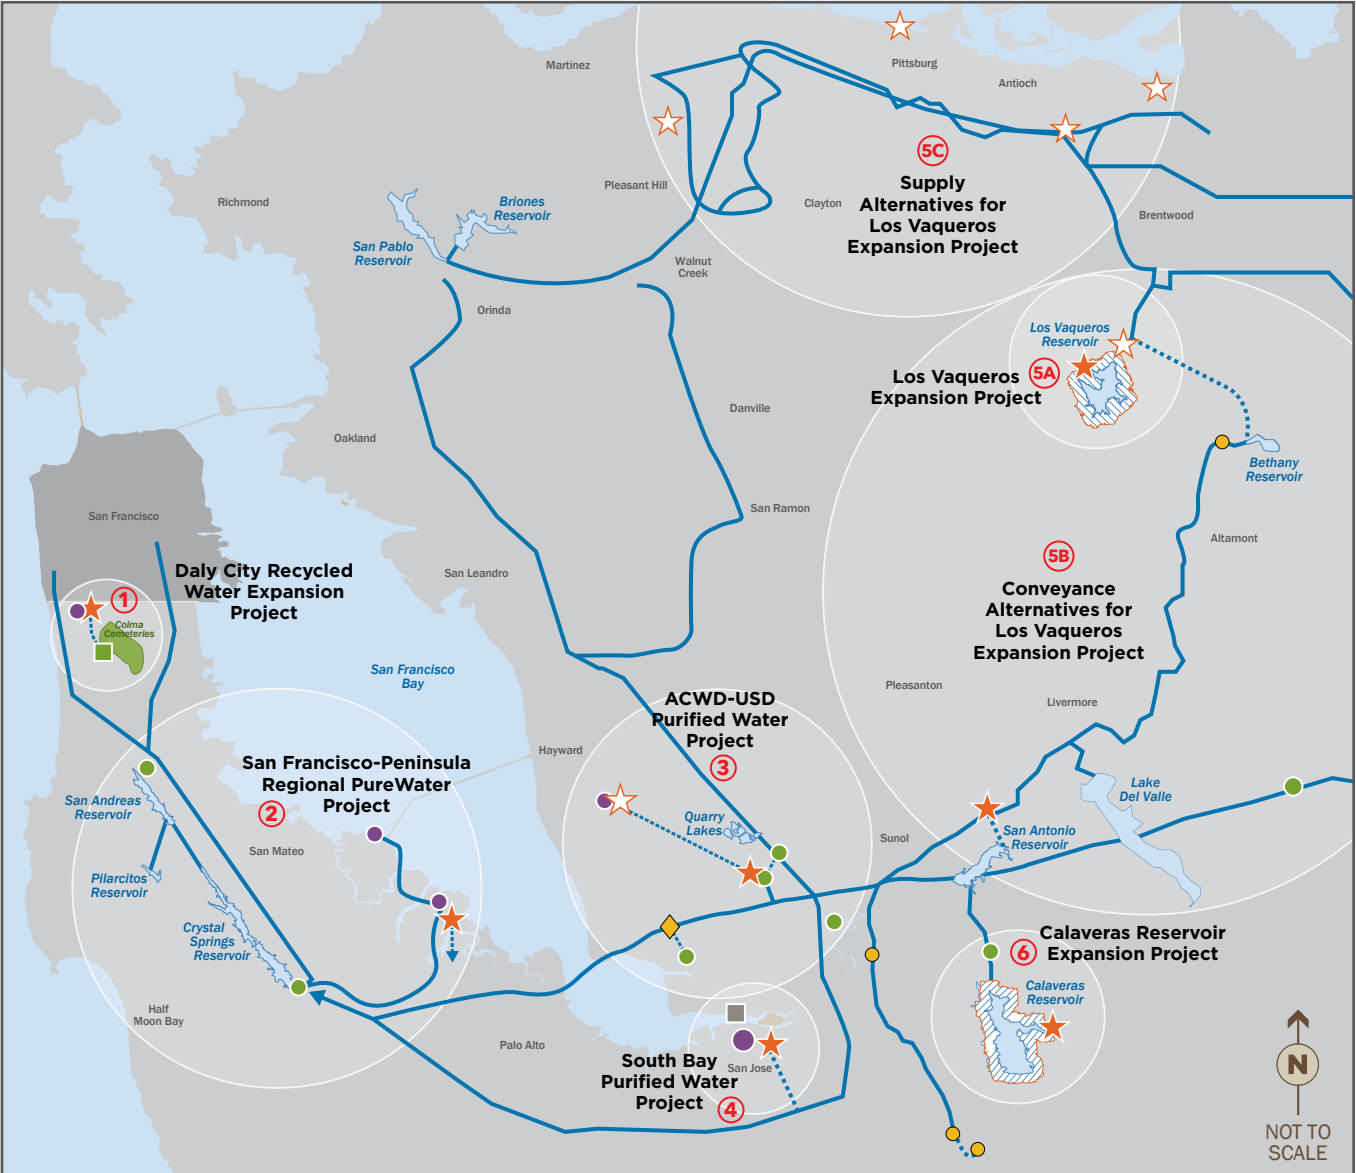 Martinez
Pittsburg
Antioch
5C
Supply
Alternatives for
Los Vaqueros
Expansion Project
Pleasant Hill
Clayton
Brentwood
Richmond
Briones
Reservoir
San Pablo
Reservoir
Walnut
Creek
Orinda
Los Vaqueros
Reservoir
5A
Los Vaqueros
Expansion Project
Danville
Oakland
Bethany
Reservoir
San Ramon
San Francisco
Altamont
5B
Conveyance
Alternatives for
Los Vaqueros
Expansion Project
San Leandro
Daly City Recycled
Water Expansion
Project
1
Colma
Cemeteries
San Francisco
Bay
Pleasanton
Livermore
ACWD-USD
Purified Water
Project
3
Hayward
San Francisco-Peninsula
Regional PureWater
Project
2
San Andreas
Reservoir
Lake
Del Valle
Quarry
Lakes
Sunol
San Antonio
Reservoir
San Mateo
Pilarcitos
Reservoir
Crystal
Springs
Reservoir
6
Calaveras Reservoir
Expansion Project
Calaveras
Reservoir
Half
Moon Bay
Palo Alto
South Bay
Purified Water
Project
4
San Jose
N
NOT TO
SCALE